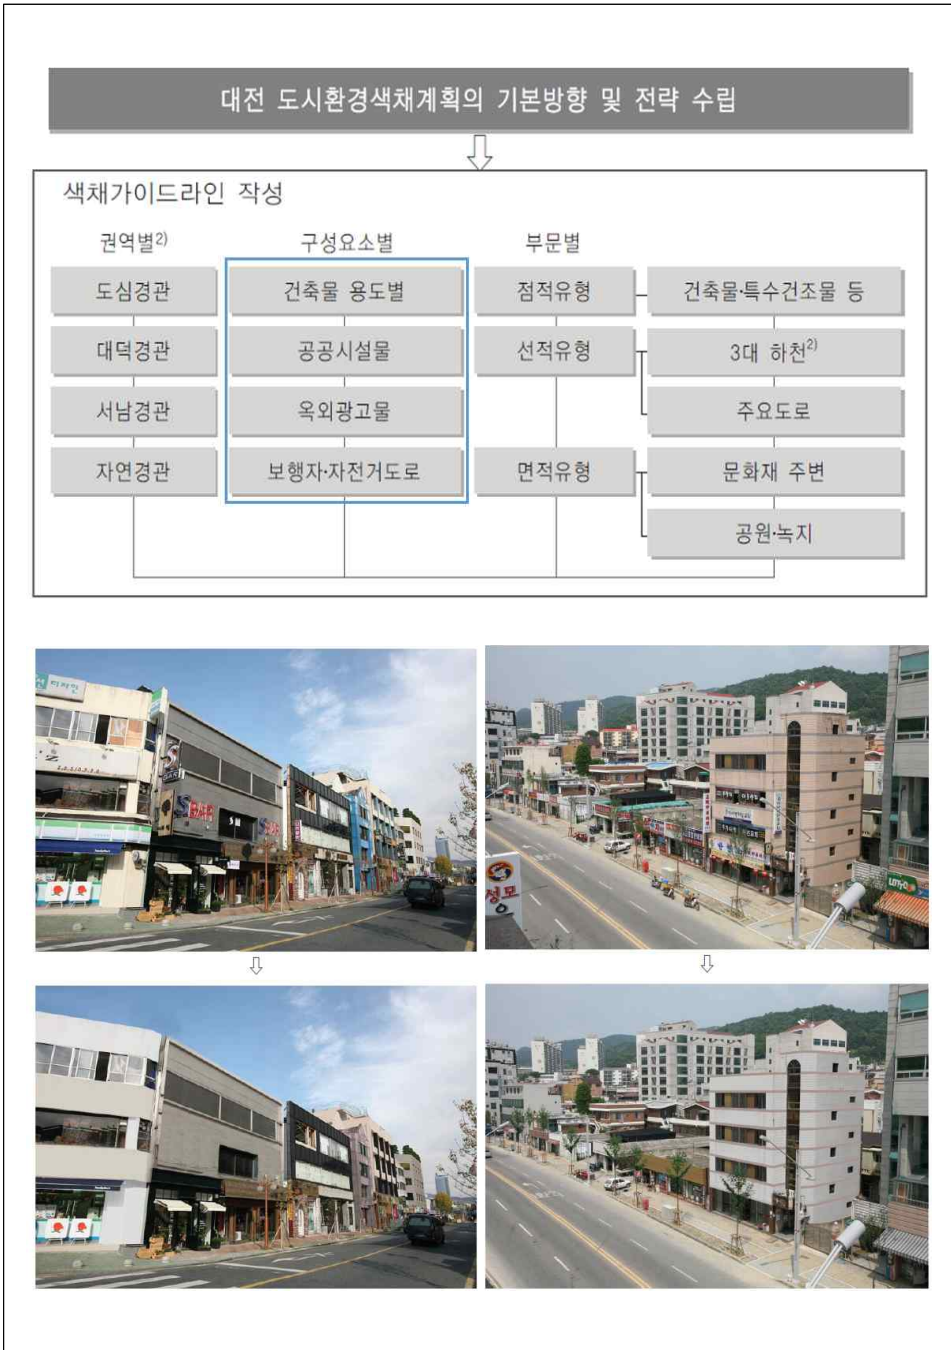 대전 도시환경색채계획의 기본방향 및 전략 수립
색채가이드라인 작성
권역별2)
도심경관
대덕경관
서남경관
자연경관
구성요소별
건축물 용도별
공공시설물
옥외광고물
보행자·자전거도로
부문별
점적유형
선적유형
면적유형
건축물·특수건조물 등
3대 하천2)
주요도로
문화재 주변
공원·녹지
디자인
성모
LOTTO